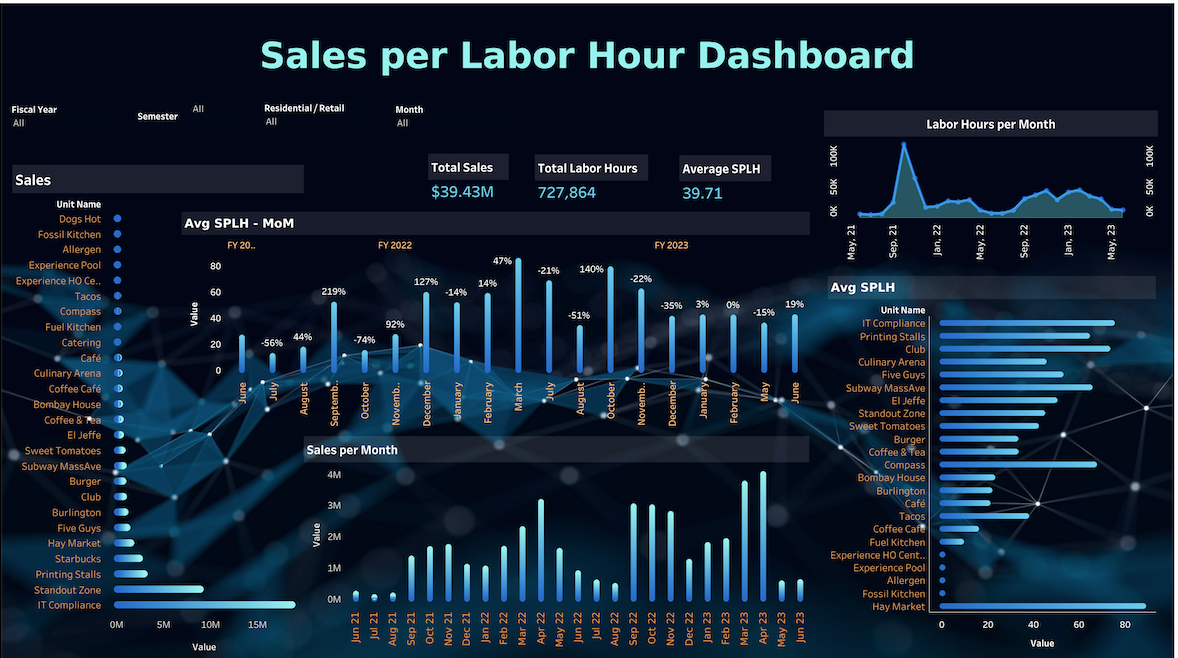 Sales per Labor Hour Dashboard
Fiscal Year
All
Semester
All
Residential / Retail
All
Month
All
Labor Hours per Month
100K
50K
0K
100K
50K
0K
May, 21
Sep, 21
Jan, 22
May, 22
Sep, 22
Jan, 23
May, 23
Total Sales
$39.43M
Total Labor Hours
727,864
Average SPLH
39.71
Sales
Unit Name
Dogs Hot
Fossil Kitchen
Allergen
Experience Pool
Experience HO Ce..
Tacos
Compass
Fuel Kitchen
Catering
Café
Culinary Arena
Coffee Café
Bombay House
Coffee & Tea
El Jeffe
Sweet Tomatoes
Subway MassAve
Burger
Club
Burlington
Five Guys
Hay Market
Starbucks
Printing Stalls
Standout Zone
IT Compliance
0M
5M
10M
15M
Value
Avg SPLH - MoM
FY 20..
FY 2022
FY 2023
Value
80
60
40
20
0
-56%
44%
219%
-74%
92%
127%
-14%
14%
47%
-21%
-51%
140%
-22%
-35%
3%
0%
-15%
19%
June
July
August
Septemb..
October
Novemb..
December
January
February
March
July
August
October
Novemb..
December
January
February
May
June
Sales per Month
Value
4M
2M
1M
0M
Jun 21
Jul 21
Aug 21
Sep 21
Oct 21
Nov 21
Dec 21
Jan 22
Feb 22
Mar 22
Apr 22
May 22
Jun 22
Jul 22
Aug 22
Sep 22
Oct 22
Nov 22
Dec 22
Jan 23
Feb 23
Mar 23
Apr 23
May 23
Jun 23
Avg SPLH
Unit Name
IT Compliance
Printing Stalls
Club
Culinary Arena
Five Guys
Subway MassAve
El Jeffe
Standout Zone
Sweet Tomatoes
Burger
Coffee & Tea
Compass
Bombay House
Burlington
Café
Tacos
Coffee Café
Fuel Kitchen
Experience HO Cent..
Experience Pool
Allergen
Fossil Kitchen
Hay Market
0
20
40
60
80
Value